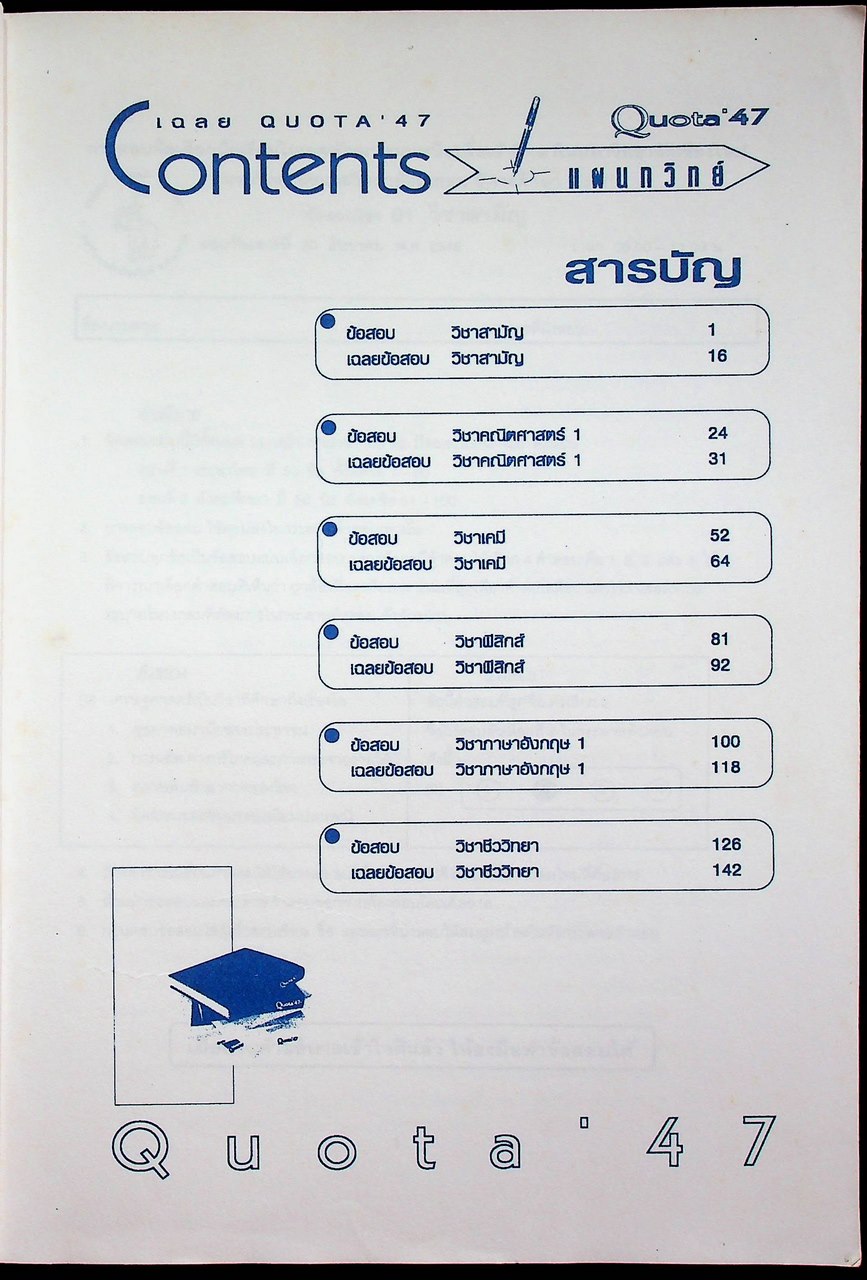 เฉลย QUOTA'47
Contents
Quota'47
แผนกวิทย์
สารบัญ
ข้อสอบ วิชาสามัญ 1
เฉลยข้อสอบ วิชาสามัญ 16
ข้อสอบ วิชาคณิตศาสตร์ 1 24
เฉลยข้อสอบ วิชาคณิตศาสตร์ 1 31
ข้อสอบ วิชาเคมี 52
เฉลยข้อสอบ วิชาเคมี 64
ข้อสอบ วิชาฟิสิกส์ 81
เฉลยข้อสอบ วิชาฟิสิกส์ 92
ข้อสอบ วิชาภาษาอังกฤษ 1 100
เฉลยข้อสอบ วิชาภาษาอังกฤษ 1 118
ข้อสอบ วิชาชีววิทยา 126
เฉลยข้อสอบ วิชาชีววิทยา 142
Quota'47
Quota'47